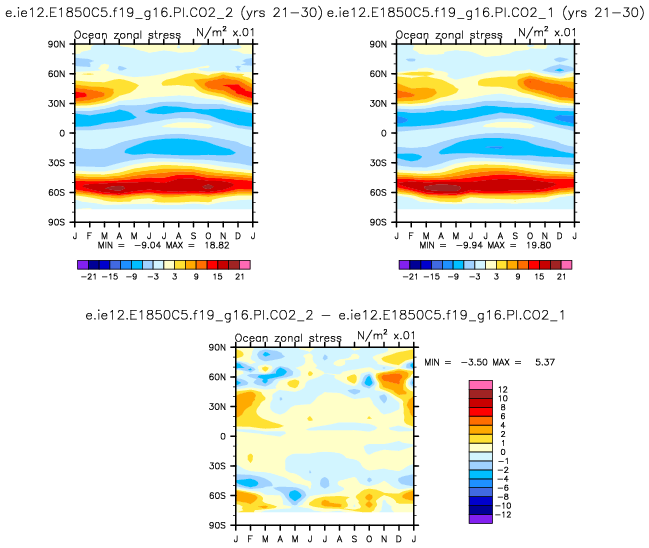 e.ie12.E1850C5.f19_g16.PI.CO2_2 (yrs 21−30)
e.ie12.E1850C5.f19_g16.PI.CO2_1 (yrs 21−30)
Ocean zonal stress N/m² x.01
Ocean zonal stress N/m² x.01
90N
60N
30N
0
30S
60S
90S
J F M A M J J A S O N D J
MIN = −9.04 MAX = 18.82
−21 −15 −9 −3 3 9 15 21
90N
60N
30N
0
30S
60S
90S
J F M A M J J A S O N D J
MIN = −9.94 MAX = 19.80
−21 −15 −9 −3 3 9 15 21
e.ie12.E1850C5.f19_g16.PI.CO2_2 − e.ie12.E1850C5.f19_g16.PI.CO2_1
Ocean zonal stress N/m² x.01
MIN = −3.50 MAX = 5.37
90N
60N
30N
0
30S
60S
90S
J F M A M J J A S O N D J
12
10
8
6
4
2
1
0
−1
−2
−4
−6
−8
−10
−12